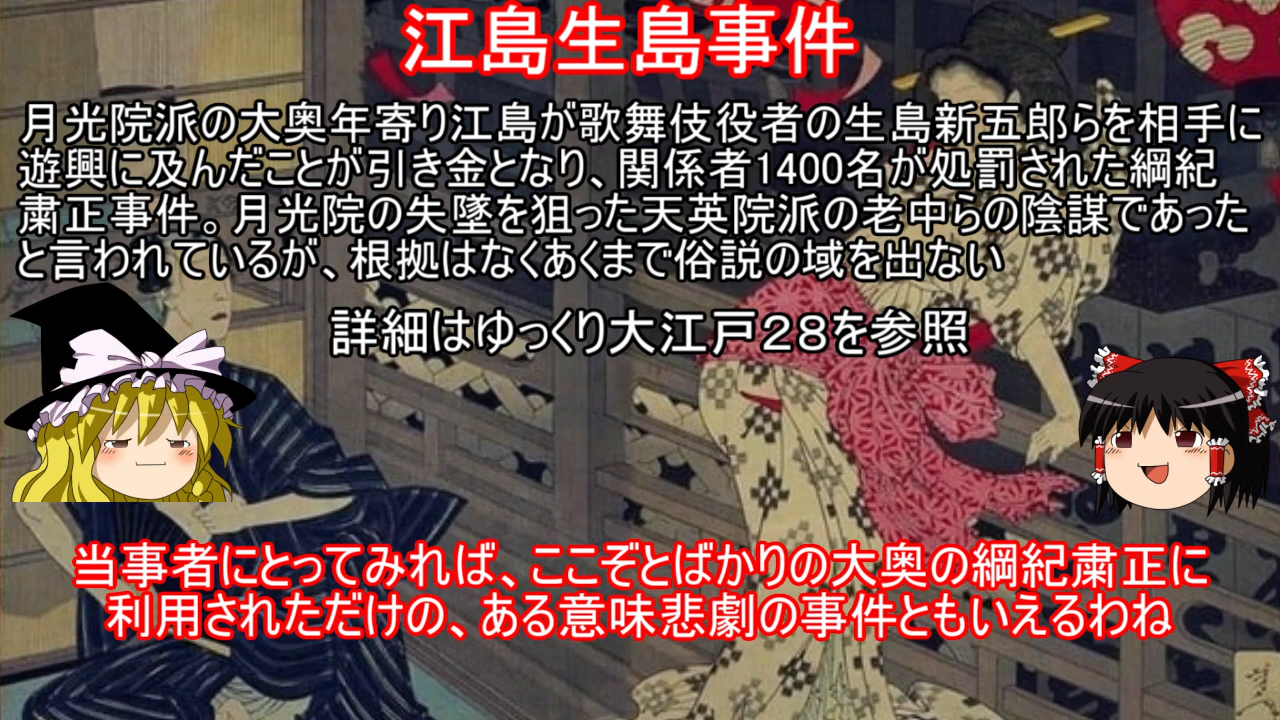 江島生島事件
月光院派の大奥年寄り江島が歌舞伎役者の生島新五郎らを相手に
遊興に及んだことが引き金となり、関係者1400名が処罰された綱紀
粛正事件。月光院の失墜を狙った天英院派の老中らの陰謀であった
と言われているが、根拠はなくあくまで俗説の域を出ない
詳細はゆっくり大江戸２８を参照
当事者にとってみれば、ここぞとばかりの大奥の綱紀粛正に
利用されただけの、ある意味悲劇の事件ともいえるわね